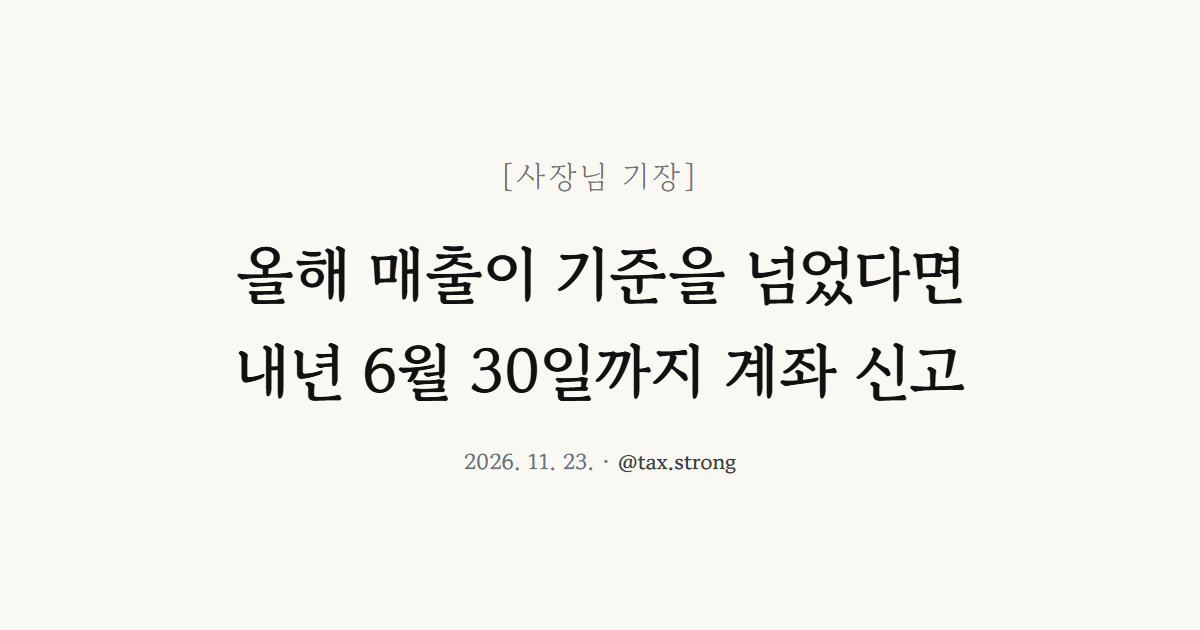 [사장님 기장]
올해 매출이 기준을 넘었다면
내년 6월 30일까지 계좌 신고
2026. 11. 23. · @tax.strong